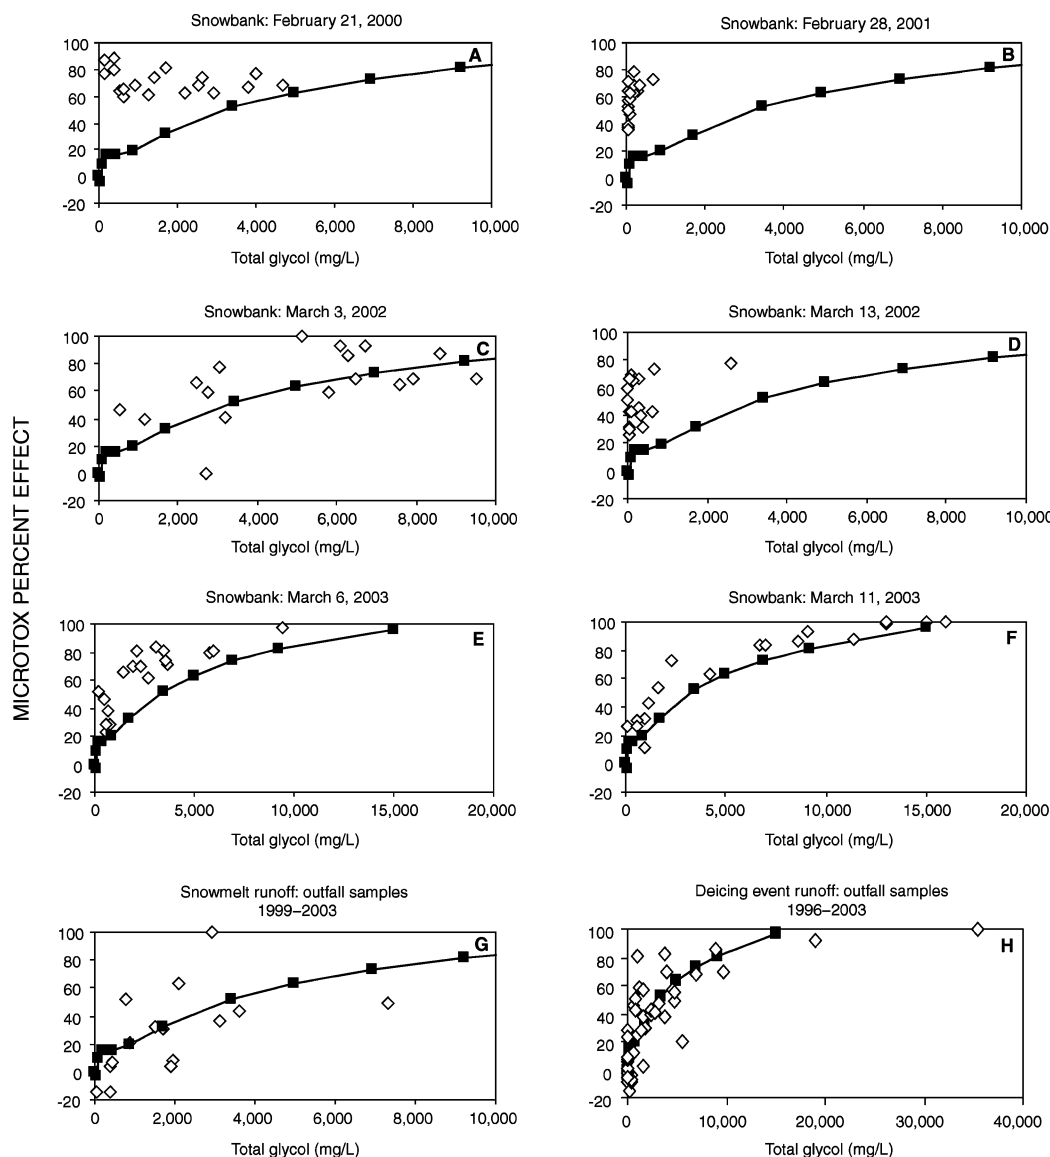 Snowbank: February 21, 2000
A
100
80
60
40
20
0
-20
0 2,000 4,000 6,000 8,000 10,000
Total glycol (mg/L)
Snowbank: February 28, 2001
B
100
80
60
40
20
0
-20
0 2,000 4,000 6,000 8,000 10,000
Total glycol (mg/L)
Snowbank: March 3, 2002
C
100
80
60
40
20
0
-20
0 2,000 4,000 6,000 8,000 10,000
Total glycol (mg/L)
Snowbank: March 13, 2002
D
100
80
60
40
20
0
-20
0 2,000 4,000 6,000 8,000 10,000
Total glycol (mg/L)
MICROTOX PERCENT EFFECT
Snowbank: March 6, 2003
E
100
80
60
40
20
0
-20
0 5,000 10,000 15,000 20,000
Total glycol (mg/L)
Snowbank: March 11, 2003
F
100
80
60
40
20
0
-20
0 5,000 10,000 15,000 20,000
Total glycol (mg/L)
Snowmelt runoff: outfall samples
1999–2003
G
100
80
60
40
20
0
-20
0 2,000 4,000 6,000 8,000 10,000
Total glycol (mg/L)
Deicing event runoff: outfall samples
1996–2003
H
100
80
60
40
20
0
-20
0 10,000 20,000 30,000 40,000
Total glycol (mg/L)